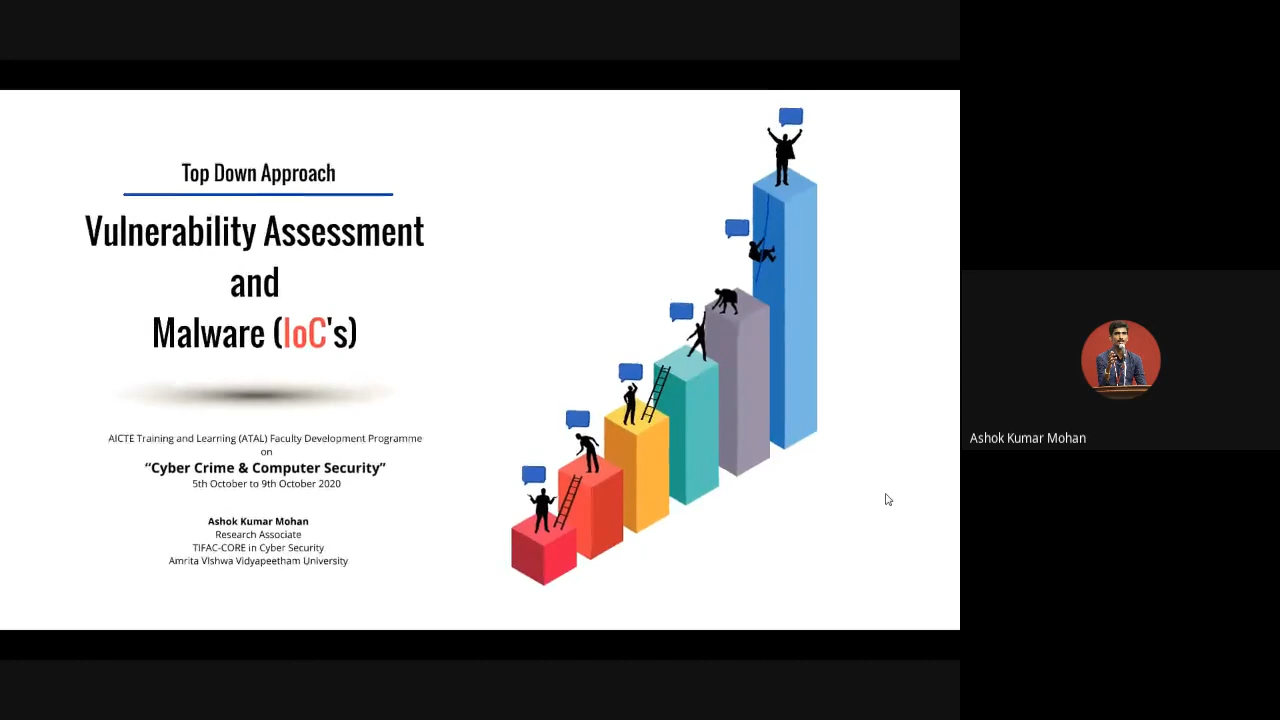 Top Down Approach
Vulnerability Assessment
and
Malware (IoC's)
AICTE Training and Learning (ATAL) Faculty Development Programme
on
“Cyber Crime & Computer Security”
5th October to 9th October 2020
Ashok Kumar Mohan
Research Associate
TIFAC-CORE in Cyber Security
Amrita VIshwa Vidyapeetham University
Ashok Kumar Mohan